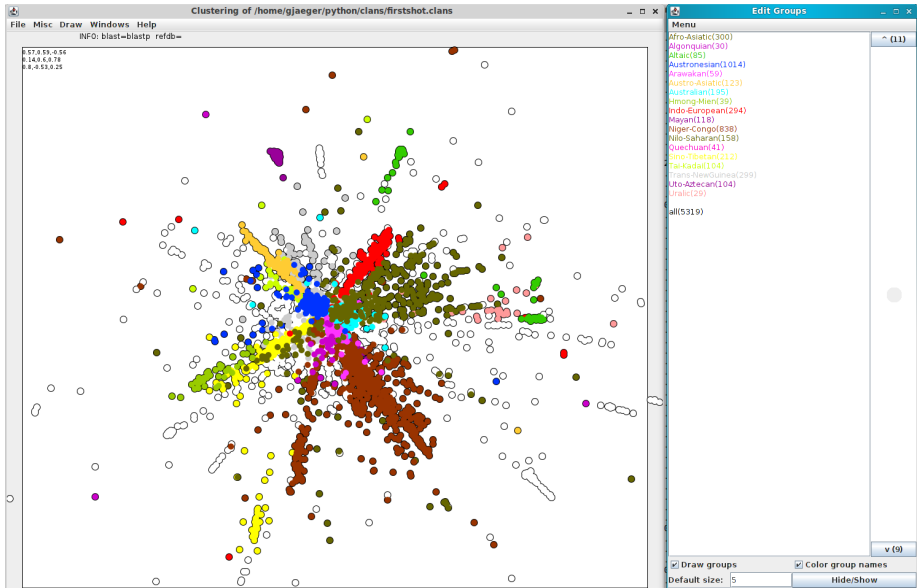 Clustering of /home/gjaeger/python/clans/firstshot.clans
File Misc Draw Windows Help
INFO: blast=blastp refdb=
0.57,0.59,-0.56
0.14,0.6,0.78
0.8,-0.53,0.25
Edit Groups
Menu
Afro-Asiatic(300)
Algonquian(30)
Altaic(85)
Austronesian(1014)
Arawakan(59)
Austro-Asiatic(123)
Australian(195)
Hmong-Mien(39)
Indo-European(294)
Mayan(118)
Niger-Congo(838)
Nilo-Saharan(158)
Quechuan(41)
Tai-Kadai(104)
Trans-NewGuinea(299)
Uto-Aztecan(104)
Uralic(29)
all(5319)
^ (11)
v (9)
Draw groups
Color group names
Default size: 5
Hide/Show